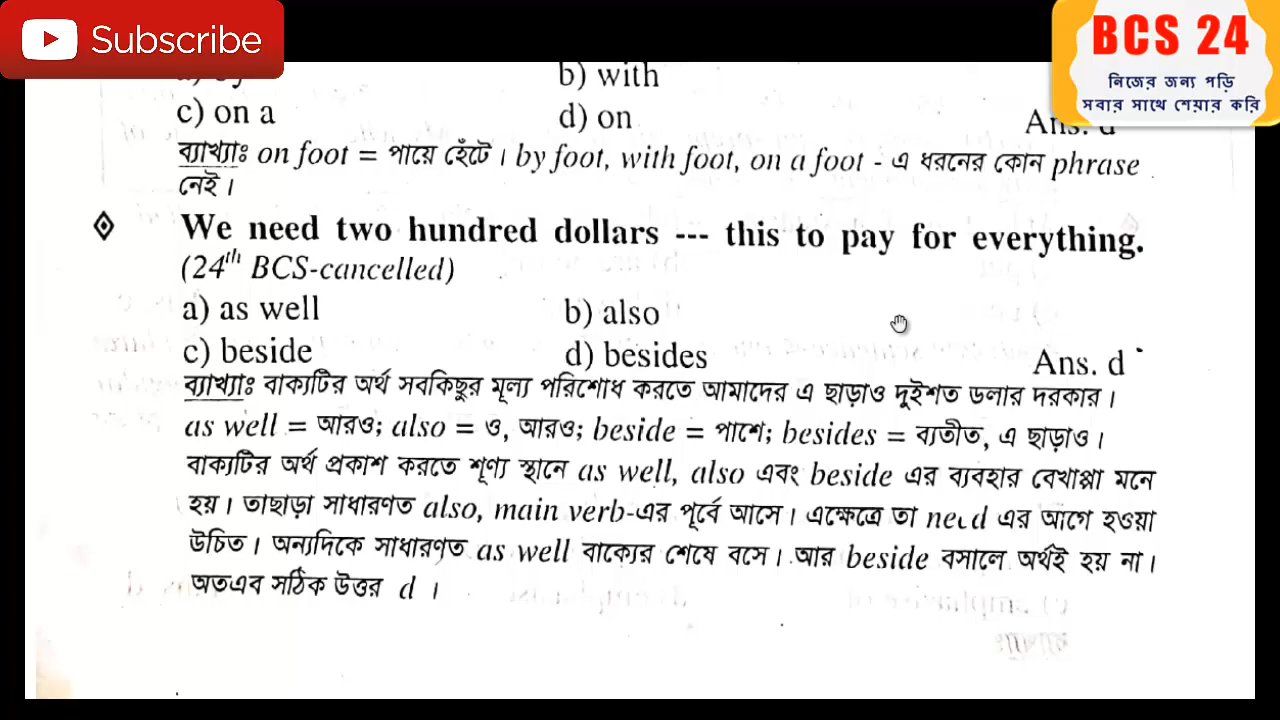 Subscribe
BCS 24
নিজের জন্য পড়ি
সবার সাথে শেয়ার করি
b) with
c) on a d) on Ans. d
ব্যাখ্যাঃ on foot = পায়ে হেঁটে। by foot, with foot, on a foot - এ ধরনের কোন phrase
নেই।
We need two hundred dollars --- this to pay for everything.
(24th BCS-cancelled)
a) as well b) also
c) beside d) besides Ans. d
ব্যাখ্যাঃ বাক্যটির অর্থ সবকিছুর মূল্য পরিশোধ করতে আমাদের এ ছাড়াও দুইশত ডলার দরকার।
as well = আরও; also = ও, আরও; beside = পাশে; besides = ব্যতীত, এ ছাড়াও।
বাক্যটির অর্থ প্রকাশ করতে শূণ্য স্থানে as well, also এবং beside এর ব্যবহার বেখাপ্পা মনে
হয়। তাছাড়া সাধারণত also, main verb-এর পূর্বে আসে। এক্ষেত্রে তা need এর আগে হওয়া
উচিত। অন্যদিকে সাধারণত as well বাক্যের শেষে বসে। আর beside বসালে অর্থই হয় না।
অতএব সঠিক উত্তর d ।